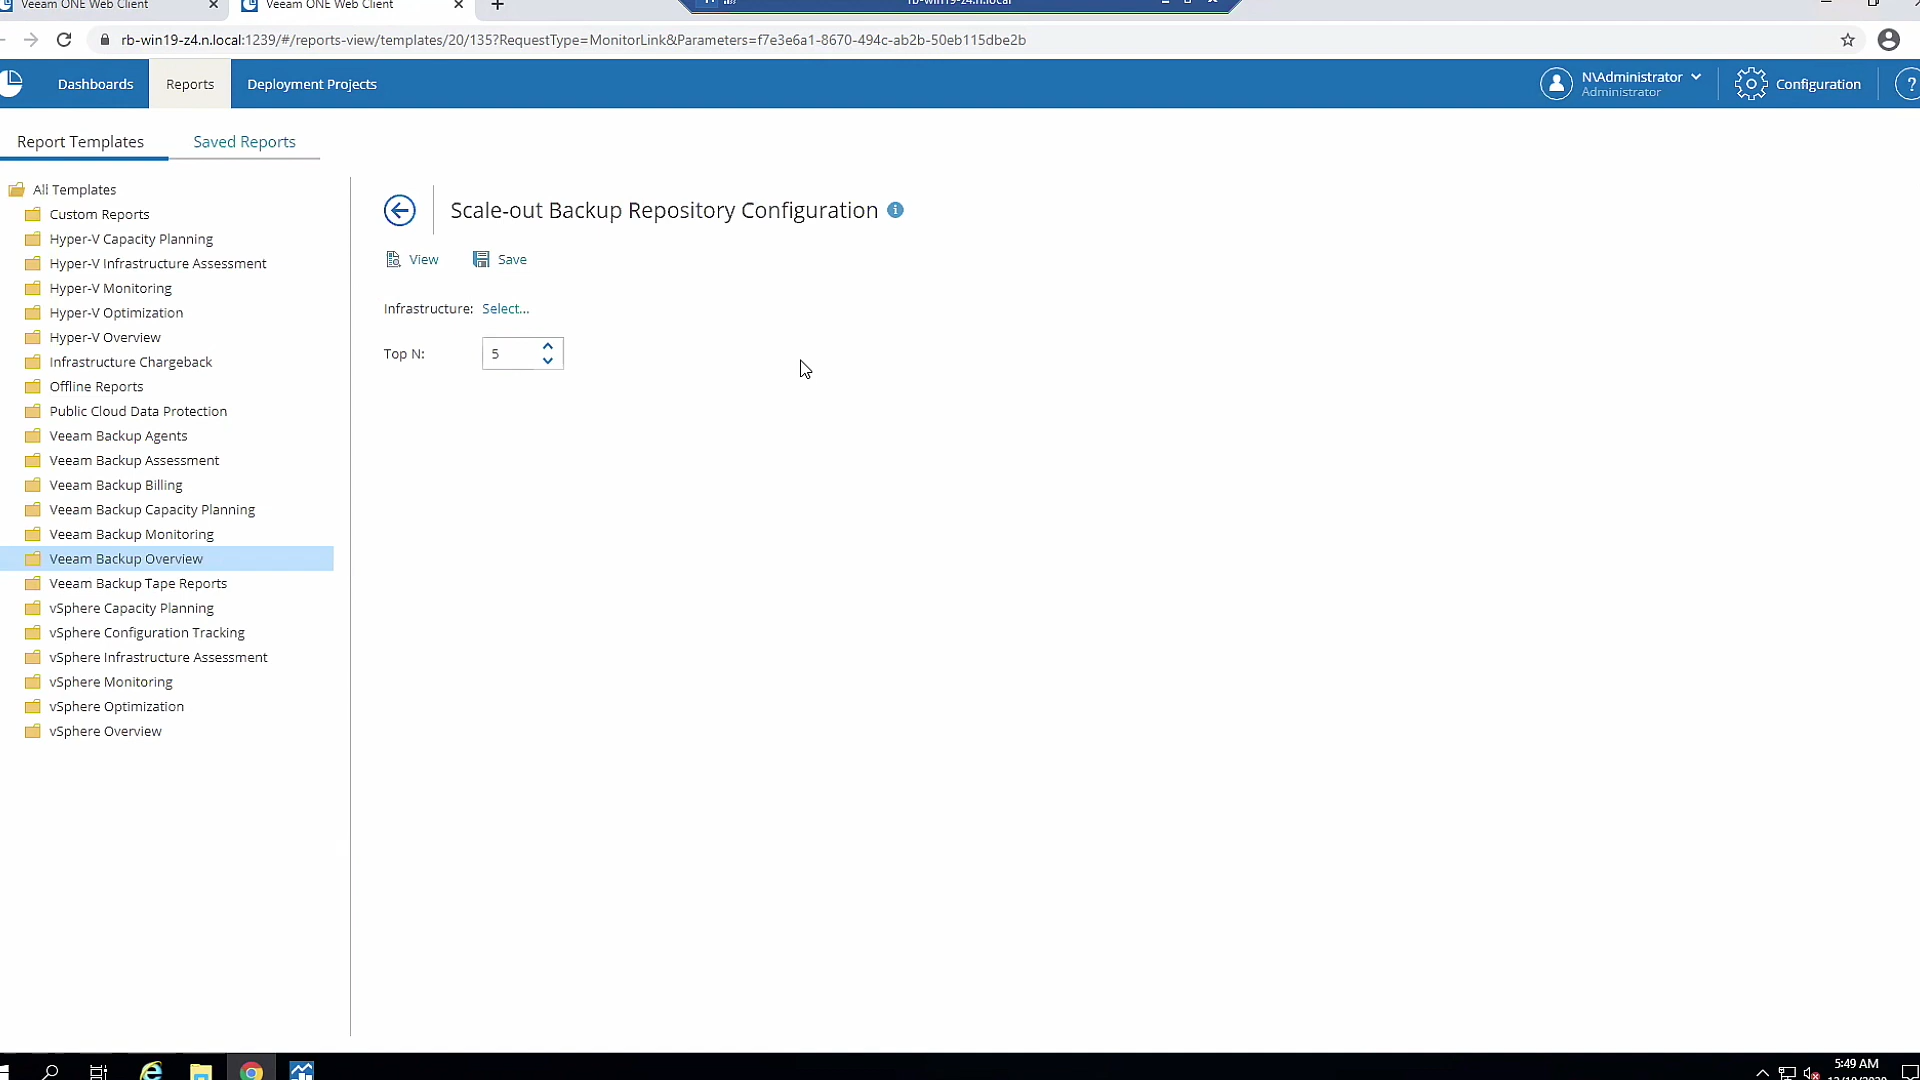 Veeam ONE Web Client
Veeam ONE Web Client
rb-win19-z4.n.local
rb-win19-z4.n.local:1239/#/reports-view/templates/20/135?RequestType=MonitorLink&Parameters=f7e3e6a1-8670-494c-ab2b-50eb115dbe2b
Dashboards
Reports
Deployment Projects
N\Administrator
Administrator
Configuration
?
Report Templates
Saved Reports
All Templates
Custom Reports
Hyper-V Capacity Planning
Hyper-V Infrastructure Assessment
Hyper-V Monitoring
Hyper-V Optimization
Hyper-V Overview
Infrastructure Chargeback
Offline Reports
Public Cloud Data Protection
Veeam Backup Agents
Veeam Backup Assessment
Veeam Backup Billing
Veeam Backup Capacity Planning
Veeam Backup Monitoring
Veeam Backup Overview
Veeam Backup Tape Reports
vSphere Capacity Planning
vSphere Configuration Tracking
vSphere Infrastructure Assessment
vSphere Monitoring
vSphere Optimization
vSphere Overview
Scale-out Backup Repository Configuration
View
Save
Infrastructure: Select...
Top N: 5
5:49 AM